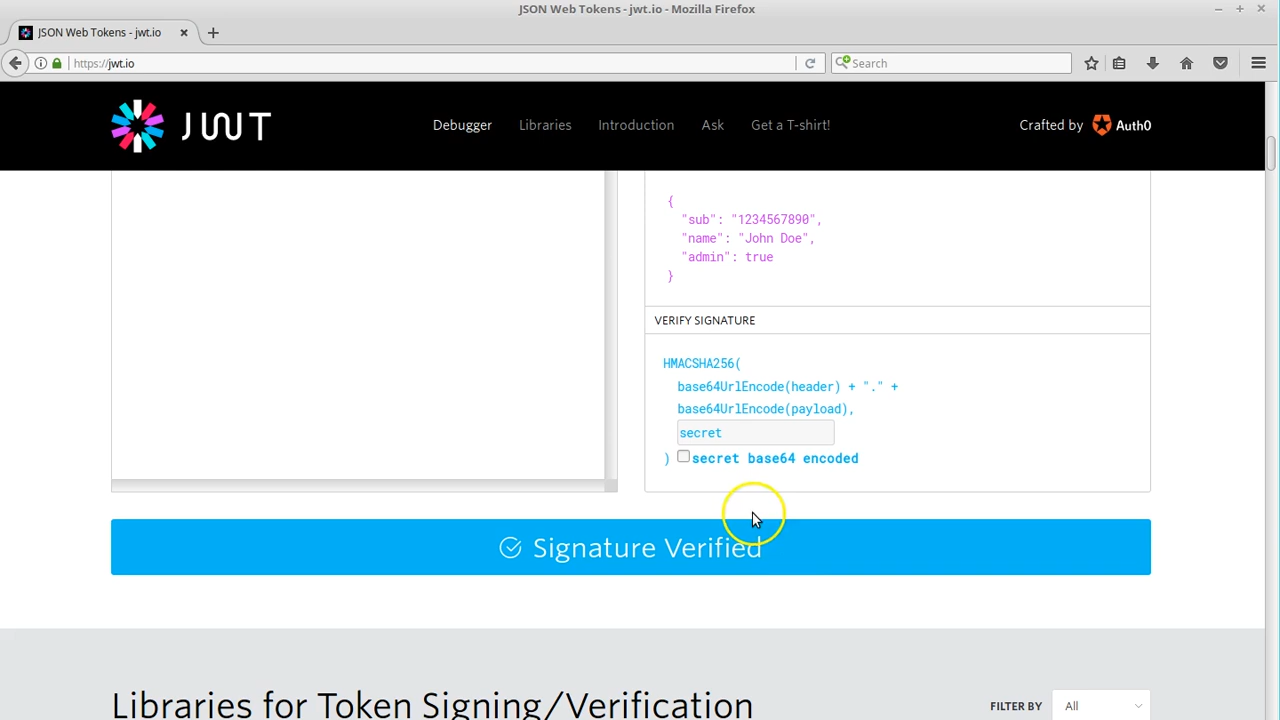 JSON Web Tokens - jwt.io - Mozilla Firefox
JSON Web Tokens - jwt.io
https://jwt.io
Search
JWT
Debugger
Libraries
Introduction
Ask
Get a T-shirt!
Crafted by
Auth0
{
"sub": "1234567890",
"name": "John Doe",
"admin": true
}
VERIFY SIGNATURE
HMACSHA256(
base64UrlEncode(header) + "." +
base64UrlEncode(payload),
secret
) secret base64 encoded
Signature Verified
Libraries for Token Signing/Verification
FILTER BY
All